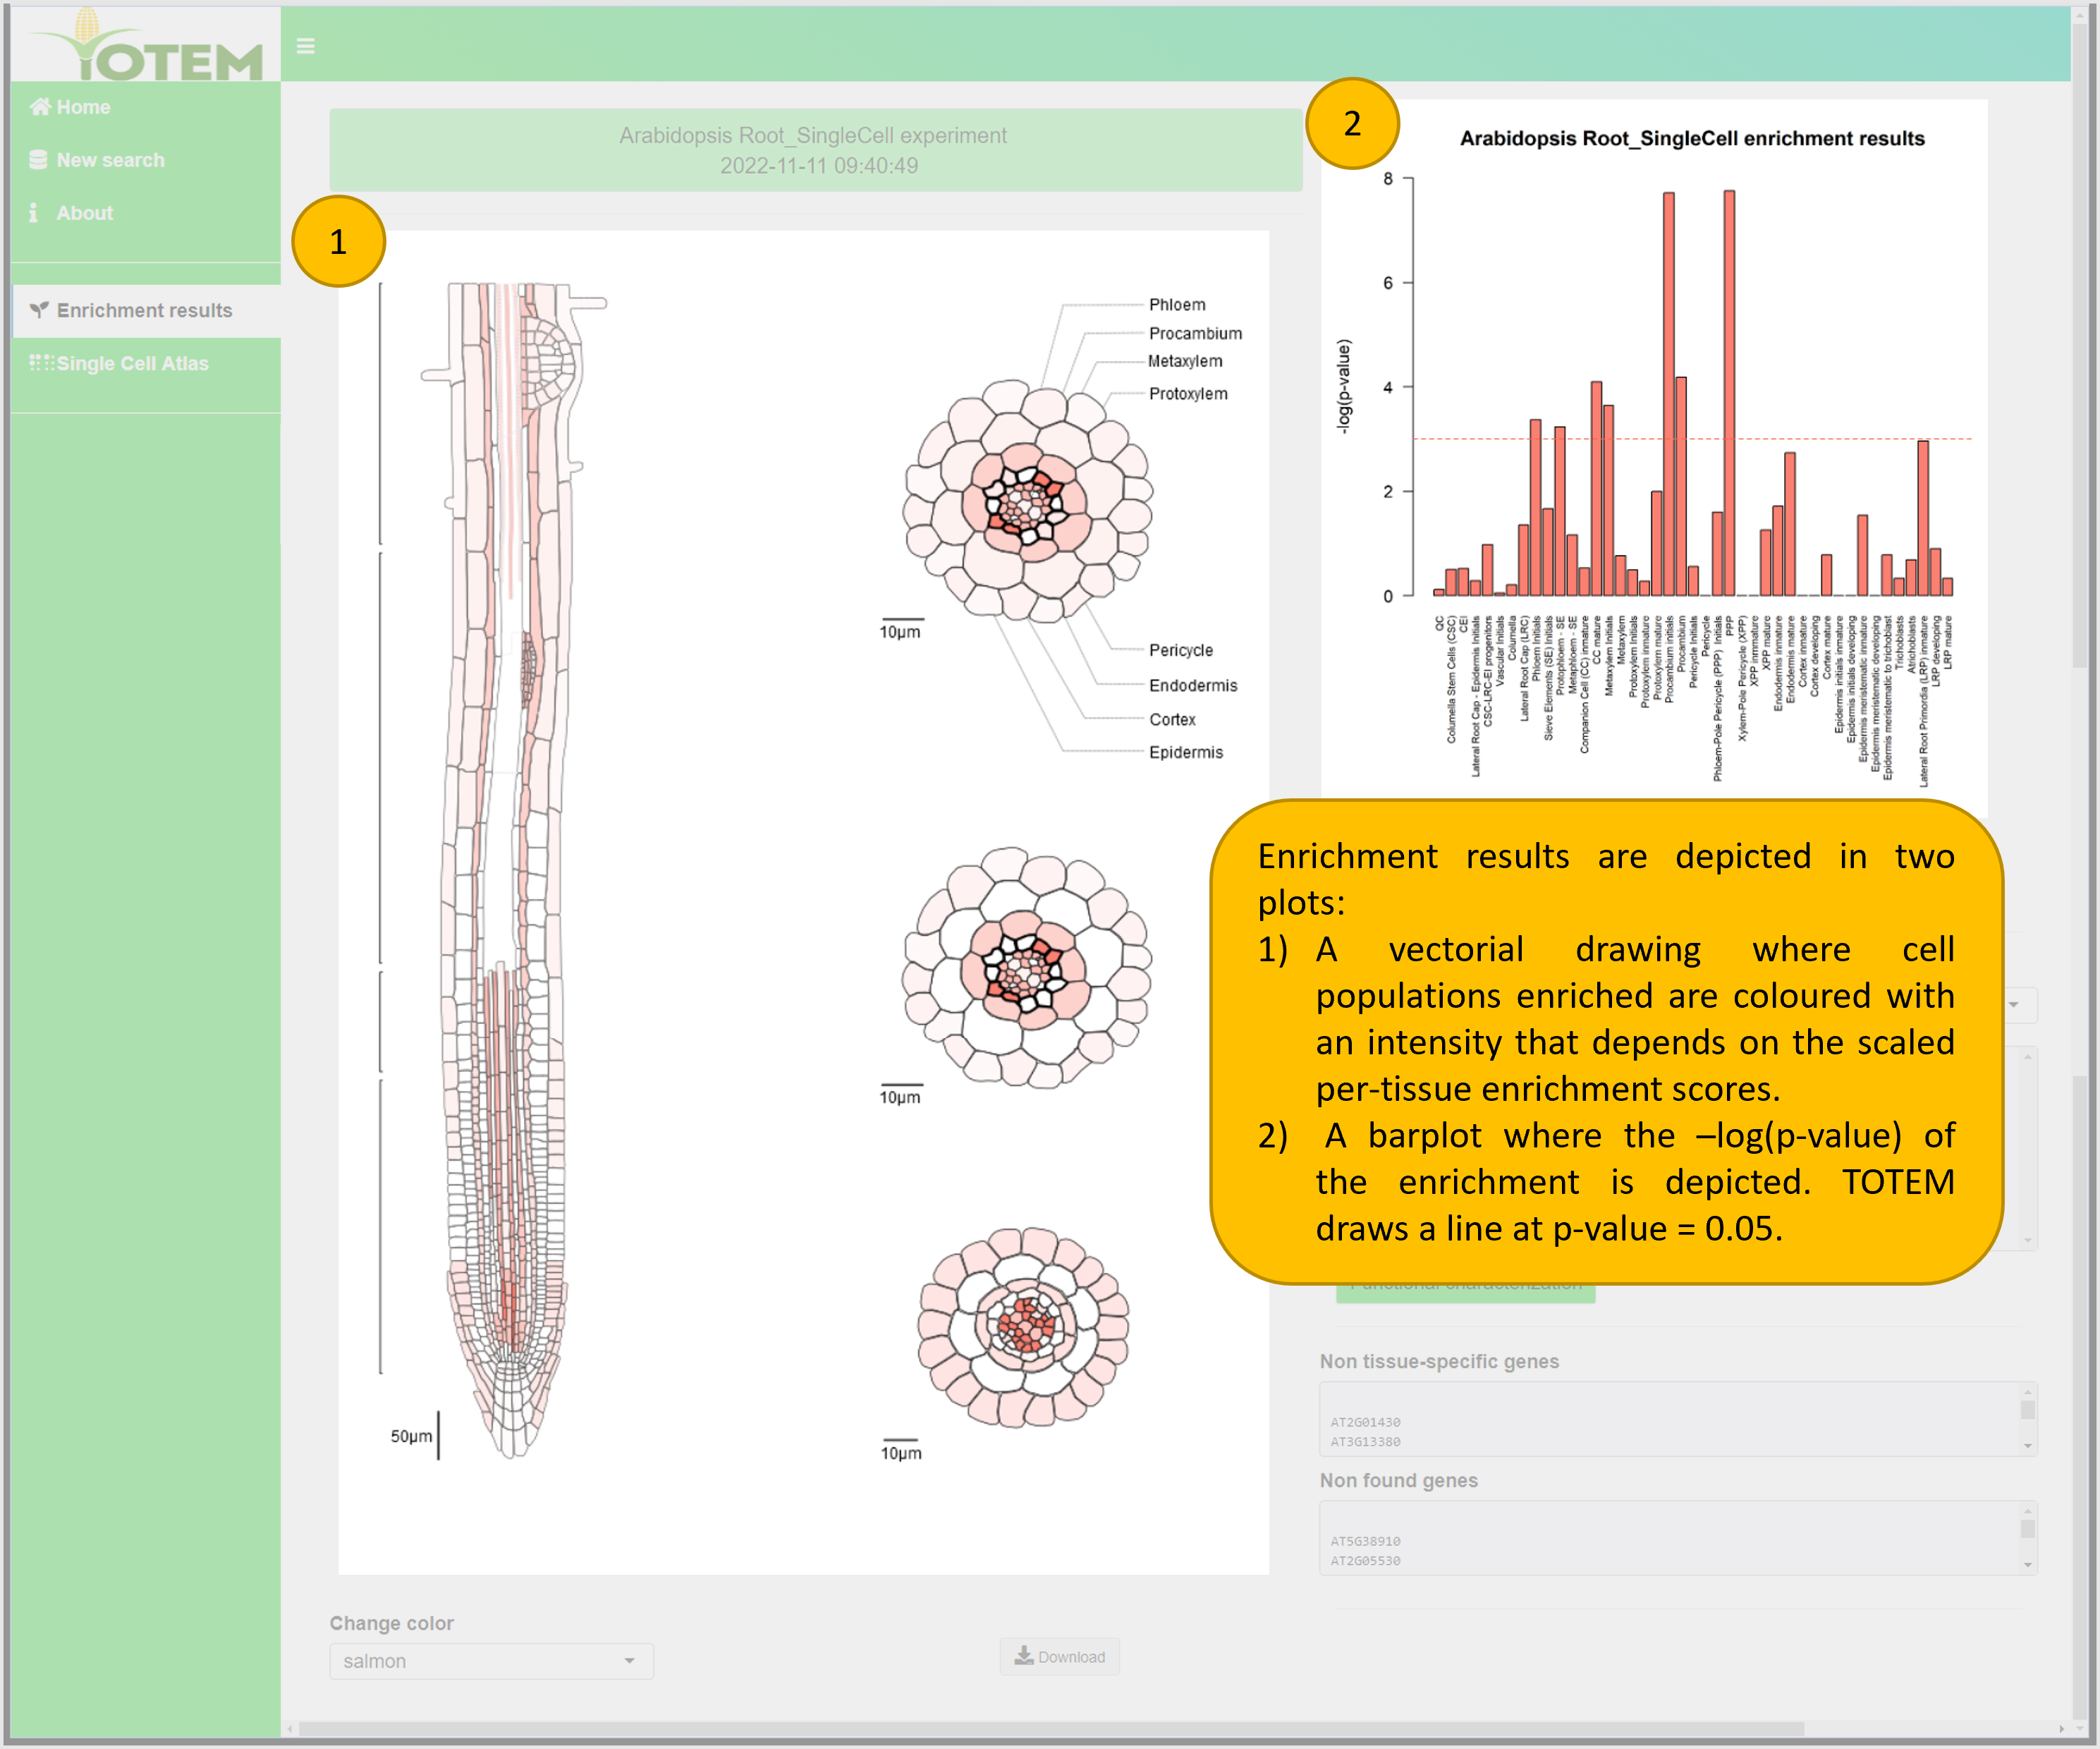 TOTEM
Home
New search
About
Enrichment results
Single Cell Atlas
Arabidopsis Root_SingleCell experiment
2022-11-11 09:40:49
1
Phloem
Procambium
Metaxylem
Protoxylem
10µm
Pericycle
Endodermis
Cortex
Epidermis
10µm
10µm
50µm
2
Arabidopsis Root_SingleCell enrichment results
-log(p-value)
8
6
4
2
0
QC
Columella Stem Cells (CSC)
CEI
Lateral Root Cap - Epidermis Initials
CSC-LRC-EI progenitors
Vascular Initials
Columella
Lateral Root Cap (LRC)
Phloem Initials
Sieve Elements (SE) Initials
Protophloem - SE
Metaphloem - SE
Companion Cell (CC) inmature
CC mature
Metaxylem Initials
Metaxylem
Protoxylem Initials
Protoxylem inmature
Protoxylem mature
Procambium Initials
Procambium
Pericycle Initials
Pericycle
Phloem-Pole Pericycle (PPP) Initials
PPP
Xylem-Pole Pericycle (XPP)
XPP inmmature
XPP mature
Endodermis inmature
Endodermis mature
Cortex inmature
Cortex developing
Cortex mature
Epidermis initials inmature
Epidermis initials developing
Epidermis meristematic inmature
Epidermis meristematic developing
Epidermis meristematic to trichoblast
Trichoblasts
Atrichoblasts
Lateral Root Primordia (LRP) inmature
LRP developing
LRP mature
Enrichment results are depicted in two
plots:
1) A vectorial drawing where cell
populations enriched are coloured with
an intensity that depends on the scaled
per-tissue enrichment scores.
2) A barplot where the –log(p-value) of
the enrichment is depicted. TOTEM
draws a line at p-value = 0.05.
Functional characterization
Non tissue-specific genes
AT2G01430
AT3G13380
Non found genes
AT5G38910
AT2G05530
Change color
salmon
Download